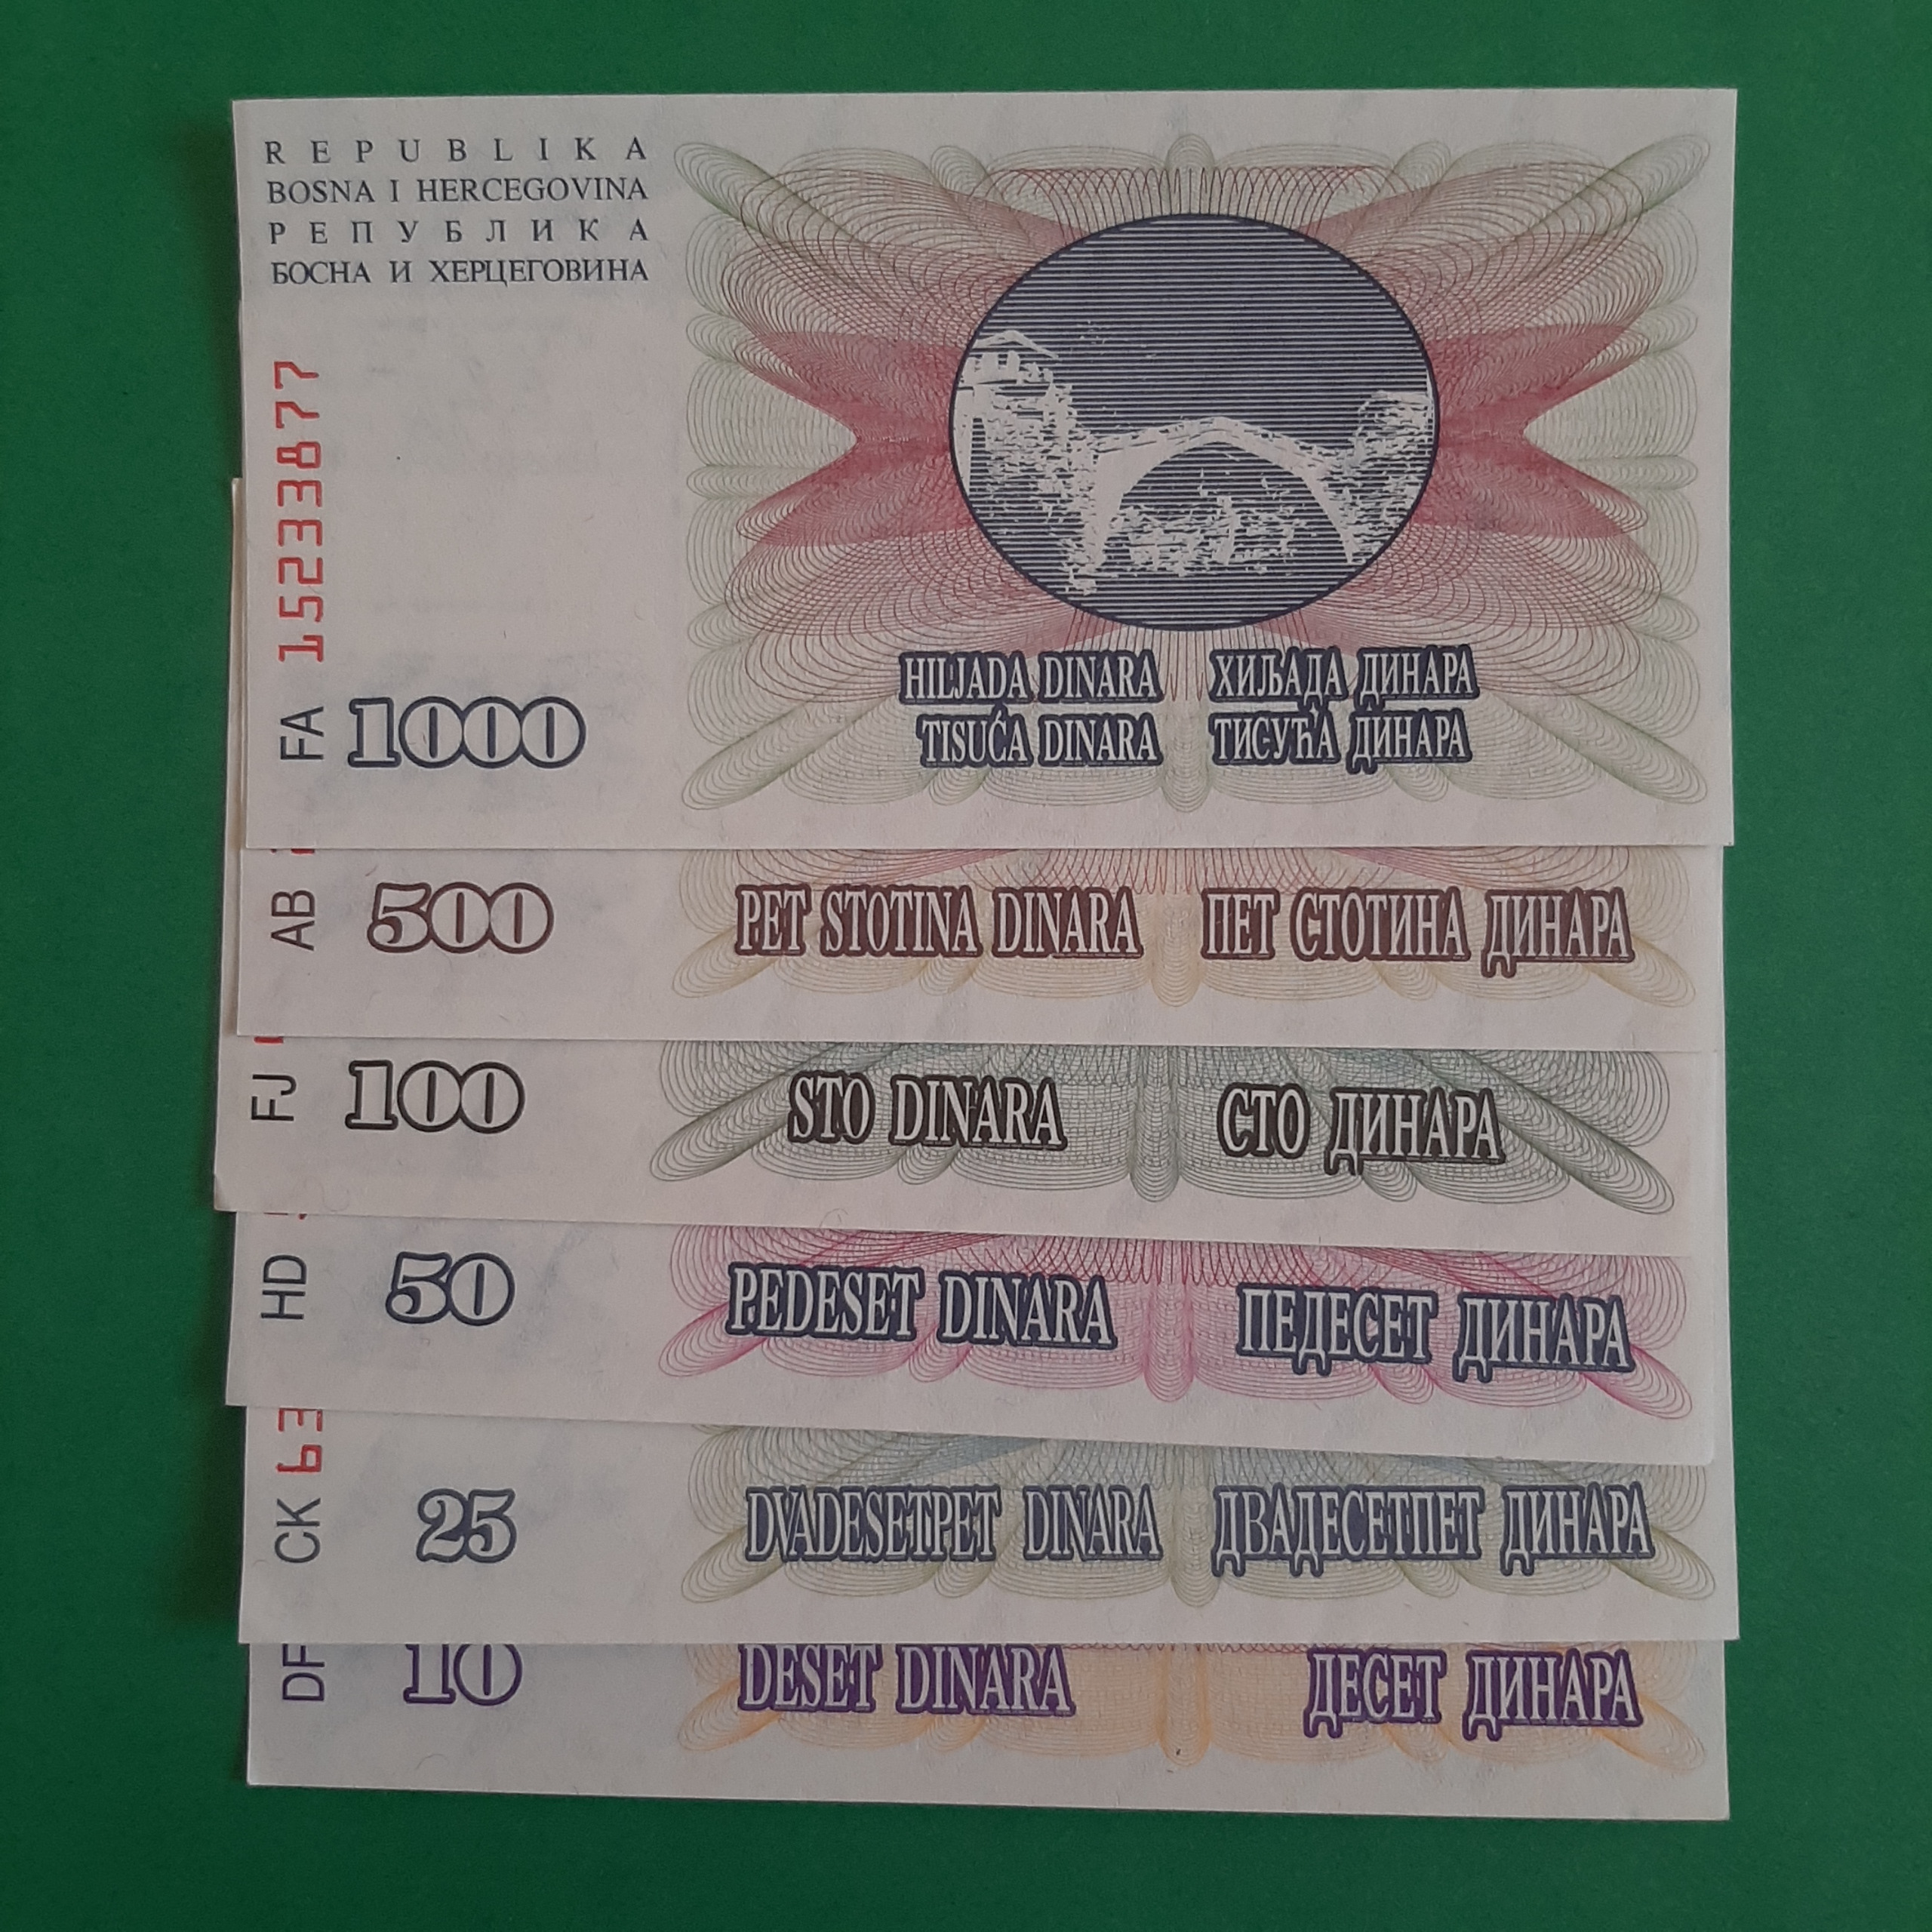 REPUBLIKA
BOSNA I HERCEGOVINA
РЕПУБЛИКА
БОСНА И ХЕРЦЕГОВИНА
FA 15233877
1000
HILJADA DINARA ХИЉАДА ДИНАРА
TISUĆA DINARA ТИСУЋА ДИНАРА
AB 500 PET STOTINA DINARA ПЕТ СТОТИНА ДИНАРА
FJ 100 STO DINARA СТО ДИНАРА
HD 50 PEDESET DINARA ПЕДЕСЕТ ДИНАРА
CK 63 25 DVADESETPET DINARA ДВАДЕСЕТПЕТ ДИНАРА
DF 10 DESET DINARA ДЕСЕТ ДИНАРА